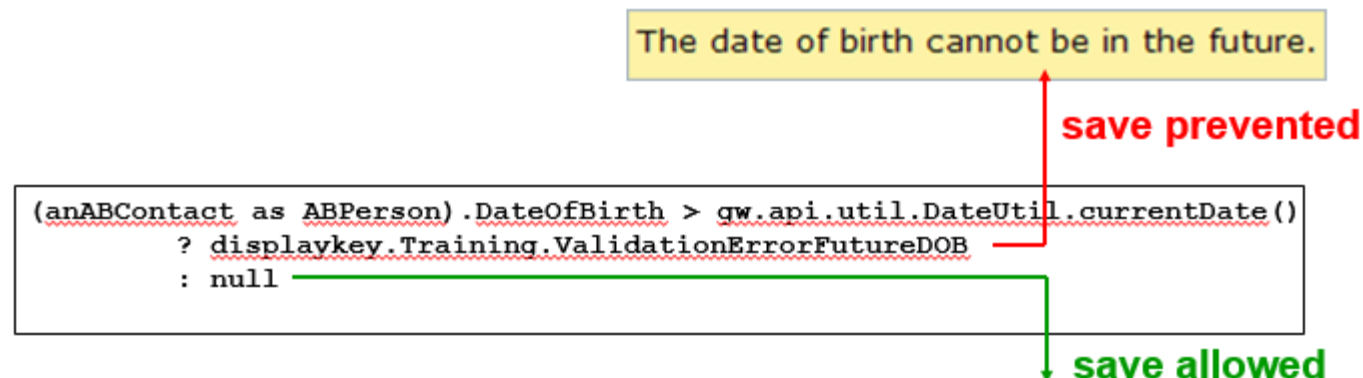 The date of birth cannot be in the future.
save prevented
(anABContact as ABPerson).DateOfBirth > gw.api.util.DateUtil.currentDate()
? displaykey.Training.ValidationErrorFutureDOB
: null
save allowed